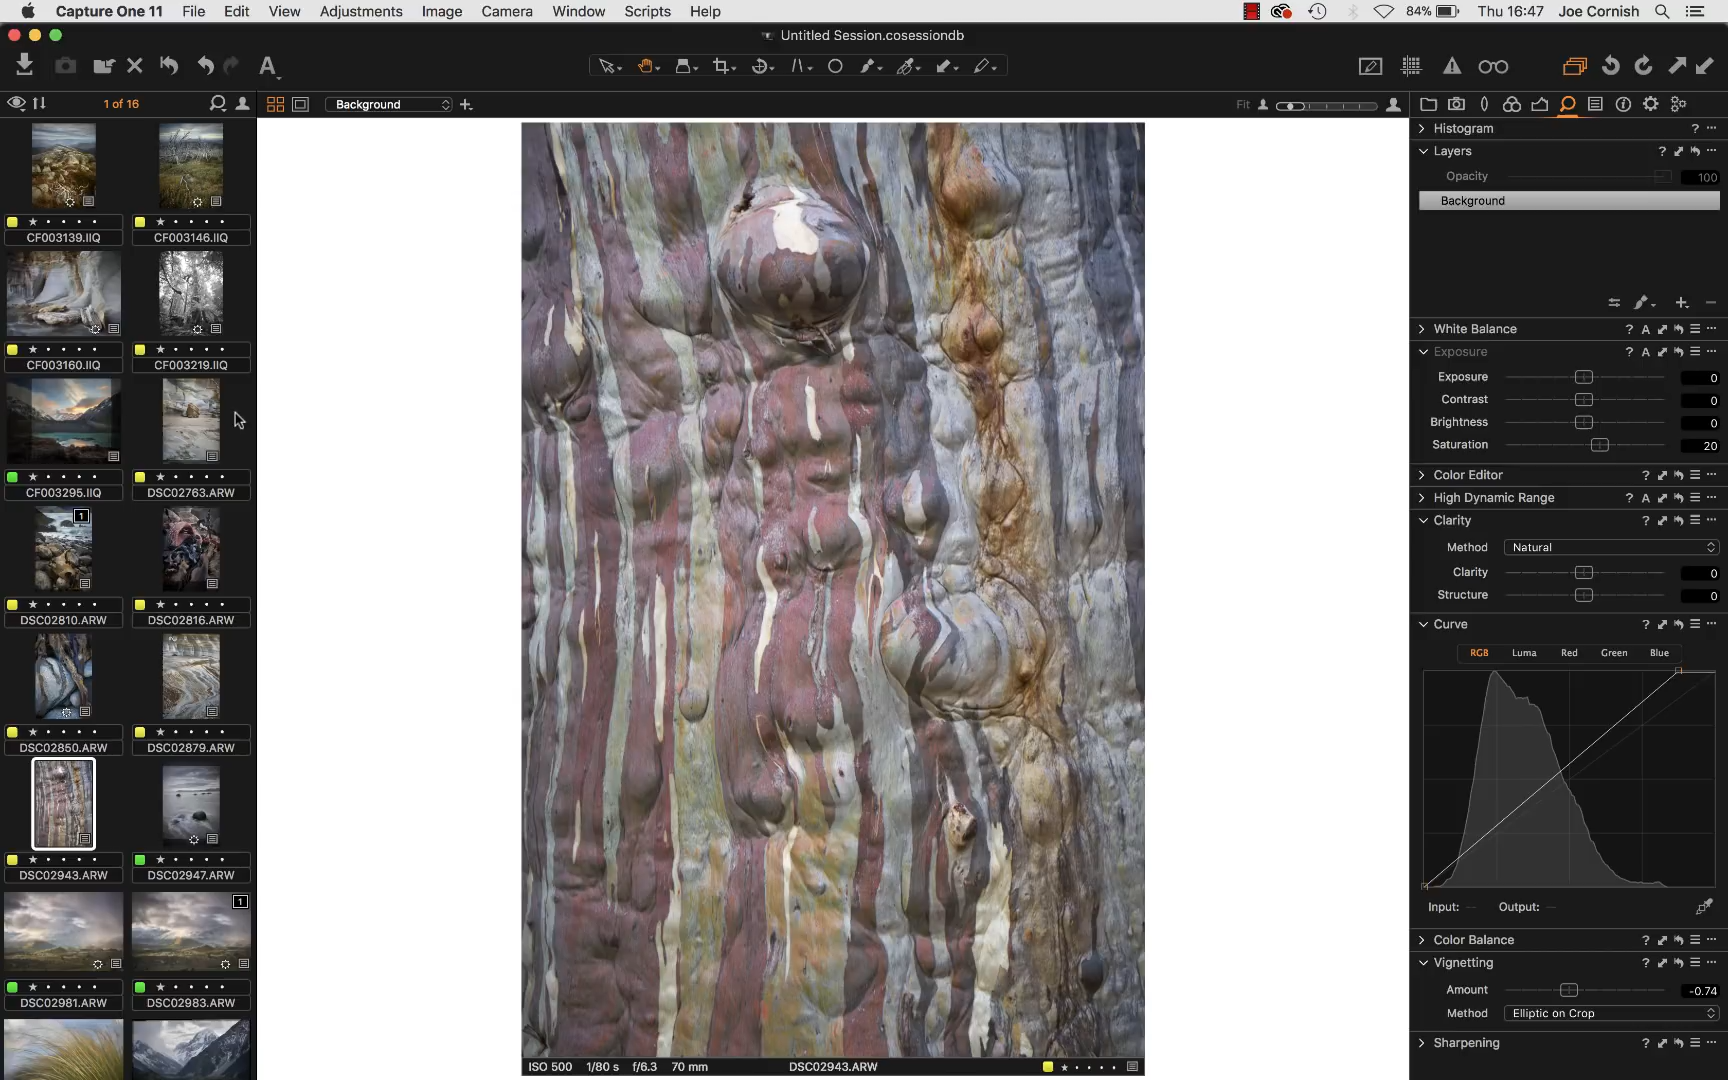 Capture One 11 File Edit View Adjustments Image Camera Window Scripts Help 84% Thu 16:47 Joe Cornish
Untitled Session.cosessiondb
A
1 of 16 Background Fit
CF003139.IIQ CF003146.IIQ
CF003160.IIQ CF003219.IIQ
CF003295.IIQ DSC02763.ARW
1
DSC02810.ARW DSC02816.ARW
DSC02850.ARW DSC02879.ARW
DSC02943.ARW DSC02947.ARW
1
DSC02981.ARW DSC02983.ARW
ISO 500 1/80 s f/6.3 70 mm DSC02943.ARW
Histogram ?
Layers ?
Opacity 100
Background
White Balance ? A
Exposure ? A
Exposure 0
Contrast 0
Brightness 0
Saturation 20
Color Editor ?
High Dynamic Range ? A
Clarity ?
Method Natural
Clarity 0
Structure 0
Curve ?
RGB Luma Red Green Blue
Input: -- Output: --
Color Balance ?
Vignetting ?
Amount -0.74
Method Elliptic on Crop
Sharpening ?